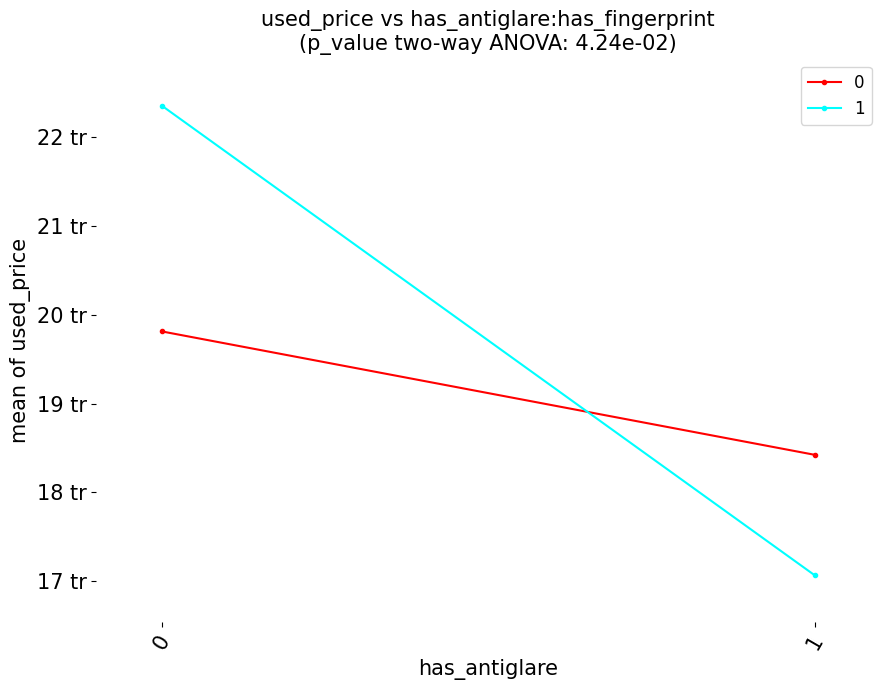 used_price vs has_antiglare:has_fingerprint
(p_value two-way ANOVA: 4.24e-02)
0
1
22 tr
21 tr
20 tr
19 tr
18 tr
17 tr
mean of used_price
0
1
has_antiglare